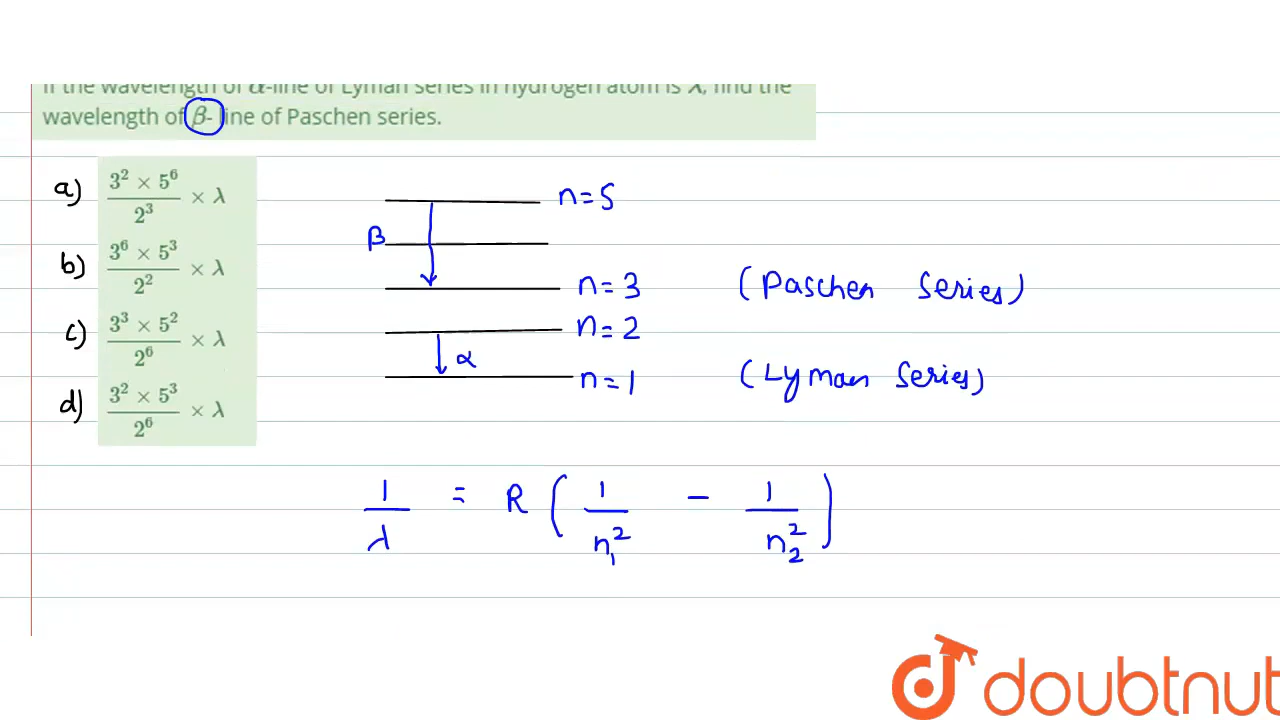 If the wavelength of α-line of Lyman series in hydrogen atom is λ, find the
wavelength of β- line of Paschen series.
a) 3² × 5⁶ / 2³ × λ
b) 3⁶ × 5³ / 2² × λ
c) 3³ × 5² / 2⁶ × λ
d) 3² × 5³ / 2⁶ × λ
n=5
β
n=3 (Paschen Series)
n=2
α
n=1 (Lyman Series)
1/λ = R ( 1/n₁² - 1/n₂² )
doubtnut